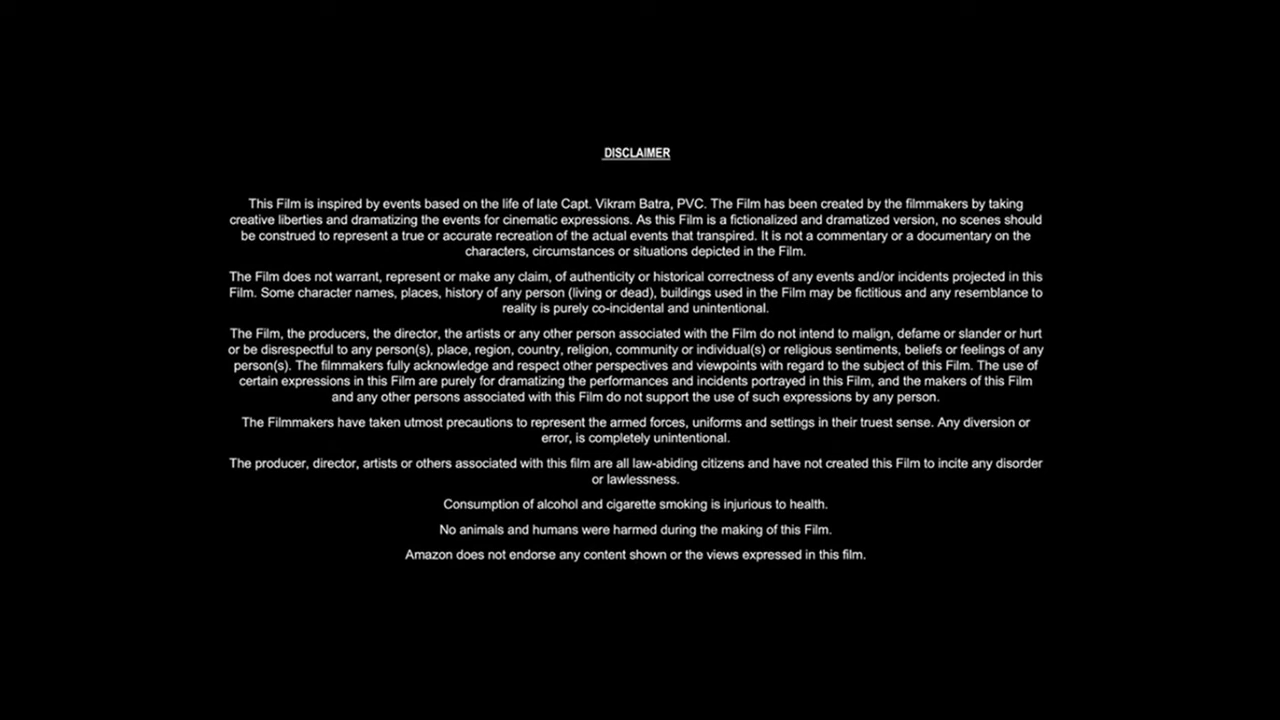 DISCLAIMER
This Film is inspired by events based on the life of late Capt. Vikram Batra, PVC. The Film has been created by the filmmakers by taking
creative liberties and dramatizing the events for cinematic expressions. As this Film is a fictionalized and dramatized version, no scenes should
be construed to represent a true or accurate recreation of the actual events that transpired. It is not a commentary or a documentary on the
characters, circumstances or situations depicted in the Film.
The Film does not warrant, represent or make any claim, of authenticity or historical correctness of any events and/or incidents projected in this
Film. Some character names, places, history of any person (living or dead), buildings used in the Film may be fictitious and any resemblance to
reality is purely co-incidental and unintentional.
The Film, the producers, the director, the artists or any other person associated with the Film do not intend to malign, defame or slander or hurt
or be disrespectful to any person(s), place, region, country, religion, community or individual(s) or religious sentiments, beliefs or feelings of any
person(s). The filmmakers fully acknowledge and respect other perspectives and viewpoints with regard to the subject of this Film. The use of
certain expressions in this Film are purely for dramatizing the performances and incidents portrayed in this Film, and the makers of this Film
and any other persons associated with this Film do not support the use of such expressions by any person.
The Filmmakers have taken utmost precautions to represent the armed forces, uniforms and settings in their truest sense. Any diversion or
error, is completely unintentional.
The producer, director, artists or others associated with this film are all law-abiding citizens and have not created this Film to incite any disorder
or lawlessness.
Consumption of alcohol and cigarette smoking is injurious to health.
No animals and humans were harmed during the making of this Film.
Amazon does not endorse any content shown or the views expressed in this film.